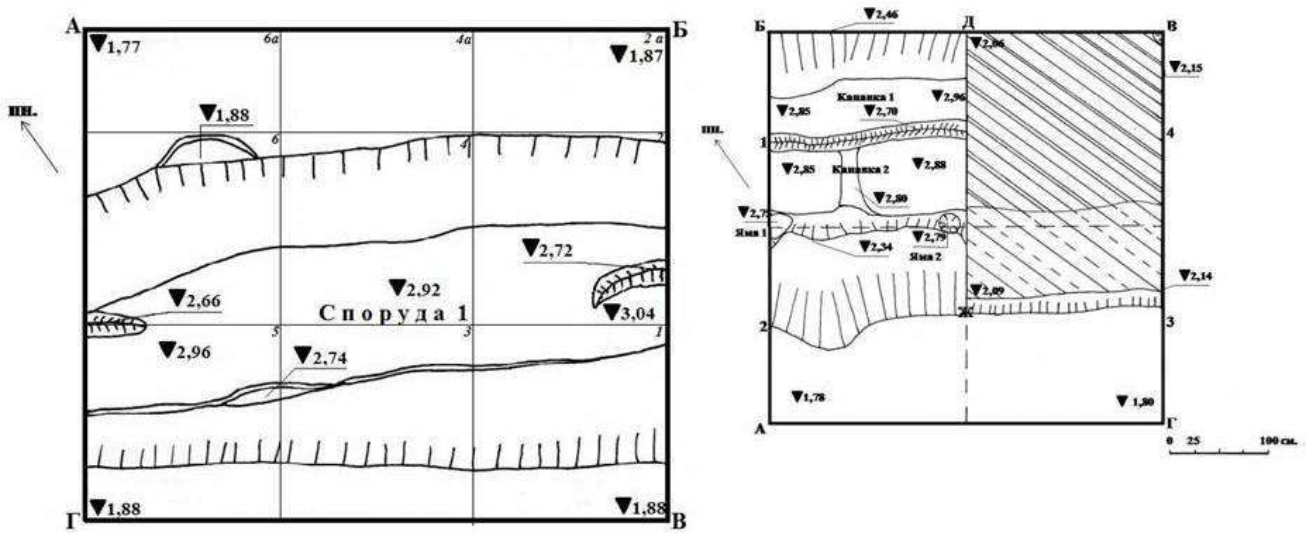 А Б
▼1,77 6а 4а 2а ▼1,87
пн.
▼1,88
6 4 2
▼2,72
▼2,66 ▼2,92
Споруда 1 ▼3,04
5 3 1
▼2,96 ▼2,74
▼1,88 ▼1,88
Г В
Б ▼2,46 Д В
▼2,06
▼2,15
Канавка 1
▼2,85 ▼2,70 ▼2,96
1 4
пн.
▼2,85 Канавка 2 ▼2,88
▼2,80
▼2,75
Яма 1 ▼2,34 ▼2,79
Яма 2
▼2,14
▼2,09
Ж
2 3
▼1,78 ▼1,80
А Г
0 25 100 см.